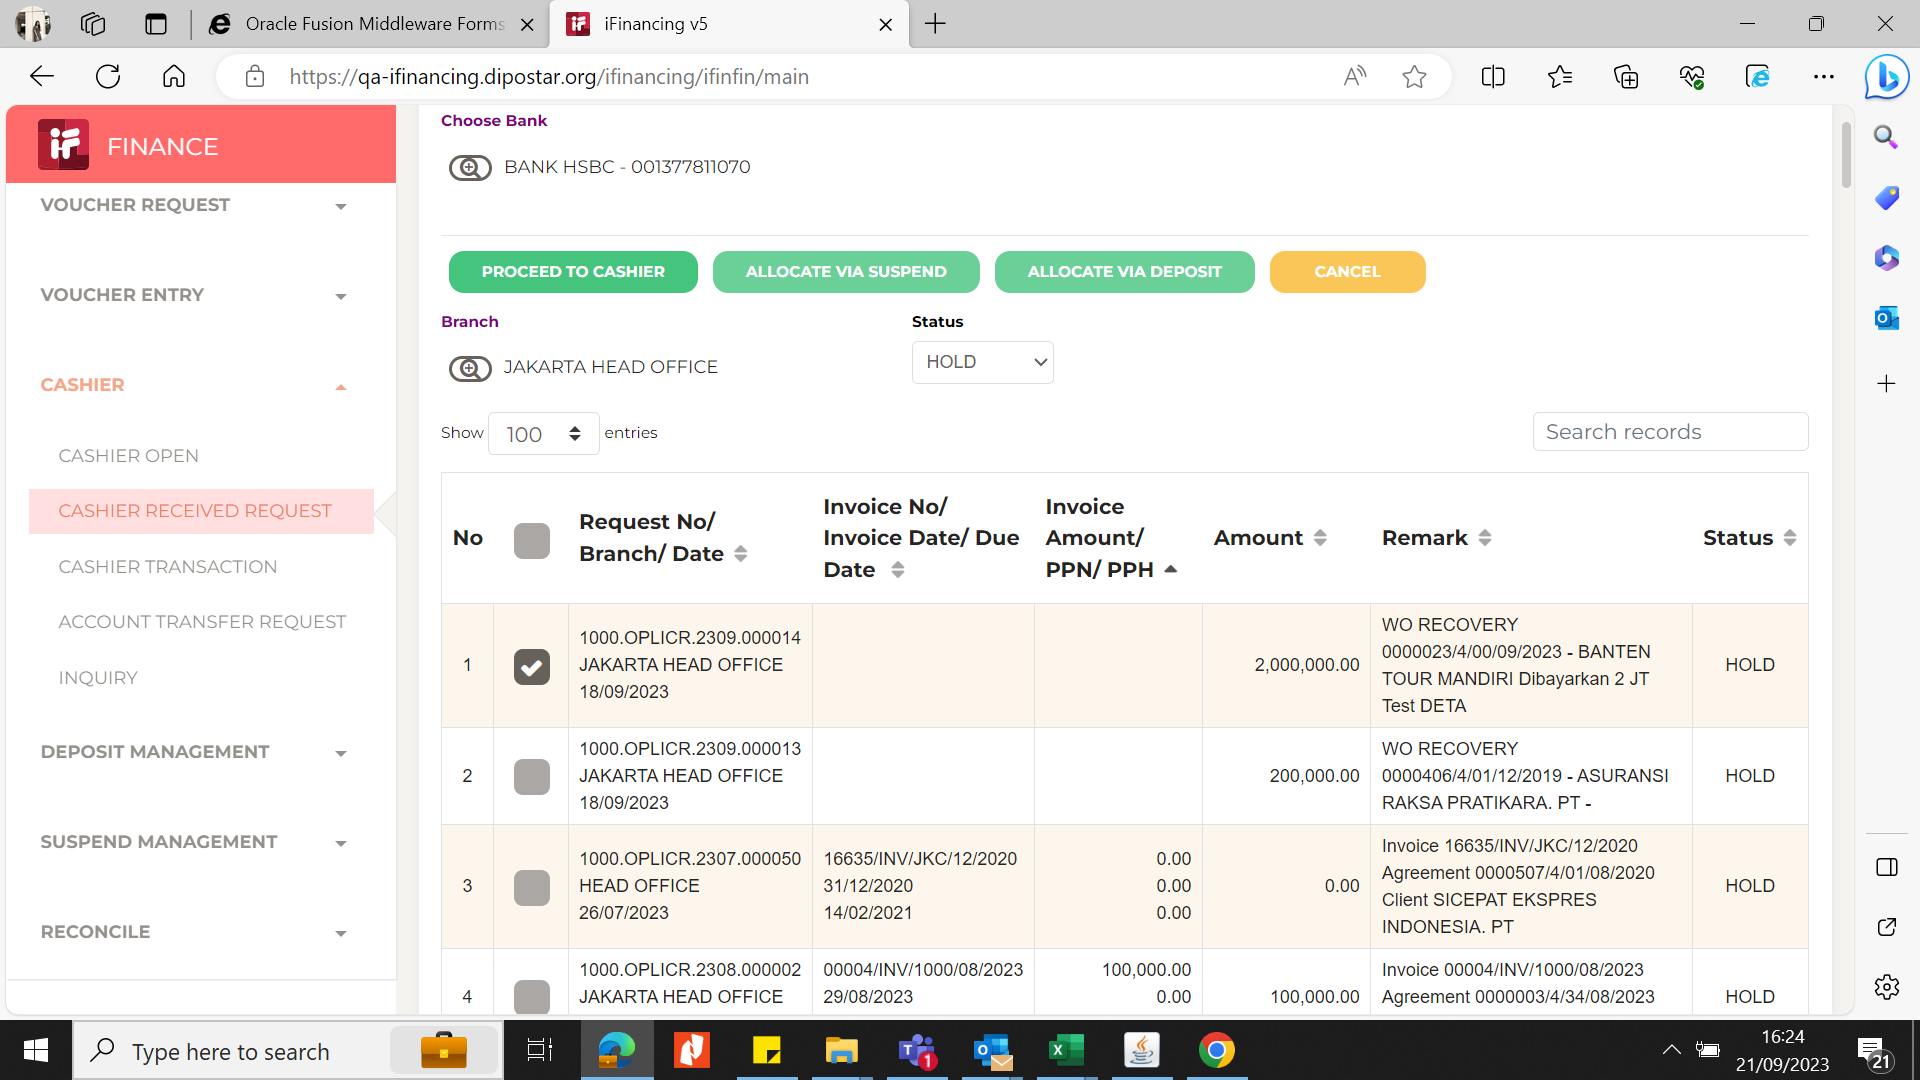 Oracle Fusion Middleware Forms
iFinancing v5
https://qa-ifinancing.dipostar.org/ifinancing/ifinfin/main
iF FINANCE
VOUCHER REQUEST
VOUCHER ENTRY
CASHIER
CASHIER OPEN
CASHIER RECEIVED REQUEST
CASHIER TRANSACTION
ACCOUNT TRANSFER REQUEST
INQUIRY
DEPOSIT MANAGEMENT
SUSPEND MANAGEMENT
RECONCILE
Choose Bank
BANK HSBC - 001377811070
PROCEED TO CASHIER
ALLOCATE VIA SUSPEND
ALLOCATE VIA DEPOSIT
CANCEL
Branch
JAKARTA HEAD OFFICE
Status
HOLD
Show 100 entries
Search records
No
Request No/
Branch/ Date
Invoice No/
Invoice Date/ Due
Date
Invoice
Amount/
PPN/ PPH
Amount
Remark
Status
1
1000.OPLICR.2309.000014
JAKARTA HEAD OFFICE
18/09/2023
2,000,000.00
WO RECOVERY
0000023/4/00/09/2023 - BANTEN
TOUR MANDIRI Dibayarkan 2 JT
Test DETA
HOLD
2
1000.OPLICR.2309.000013
JAKARTA HEAD OFFICE
18/09/2023
200,000.00
WO RECOVERY
0000406/4/01/12/2019 - ASURANSI
RAKSA PRATIKARA. PT -
HOLD
3
1000.OPLICR.2307.000050
HEAD OFFICE
26/07/2023
16635/INV/JKC/12/2020
31/12/2020
14/02/2021
0.00
0.00
0.00
0.00
Invoice 16635/INV/JKC/12/2020
Agreement 0000507/4/01/08/2020
Client SICEPAT EKSPRES
INDONESIA. PT
HOLD
4
1000.OPLICR.2308.000002
JAKARTA HEAD OFFICE
00004/INV/1000/08/2023
29/08/2023
100,000.00
0.00
100,000.00
Invoice 00004/INV/1000/08/2023
Agreement 0000003/4/34/08/2023
HOLD
Type here to search
1
16:24
21/09/2023
21